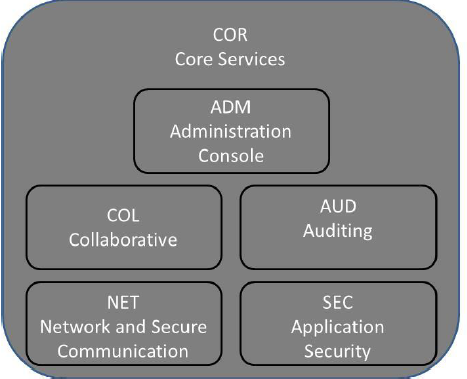 COR
Core Services
ADM
Administration
Console
COL
Collaborative
AUD
Auditing
NET
Network and Secure
Communication
SEC
Application
Security